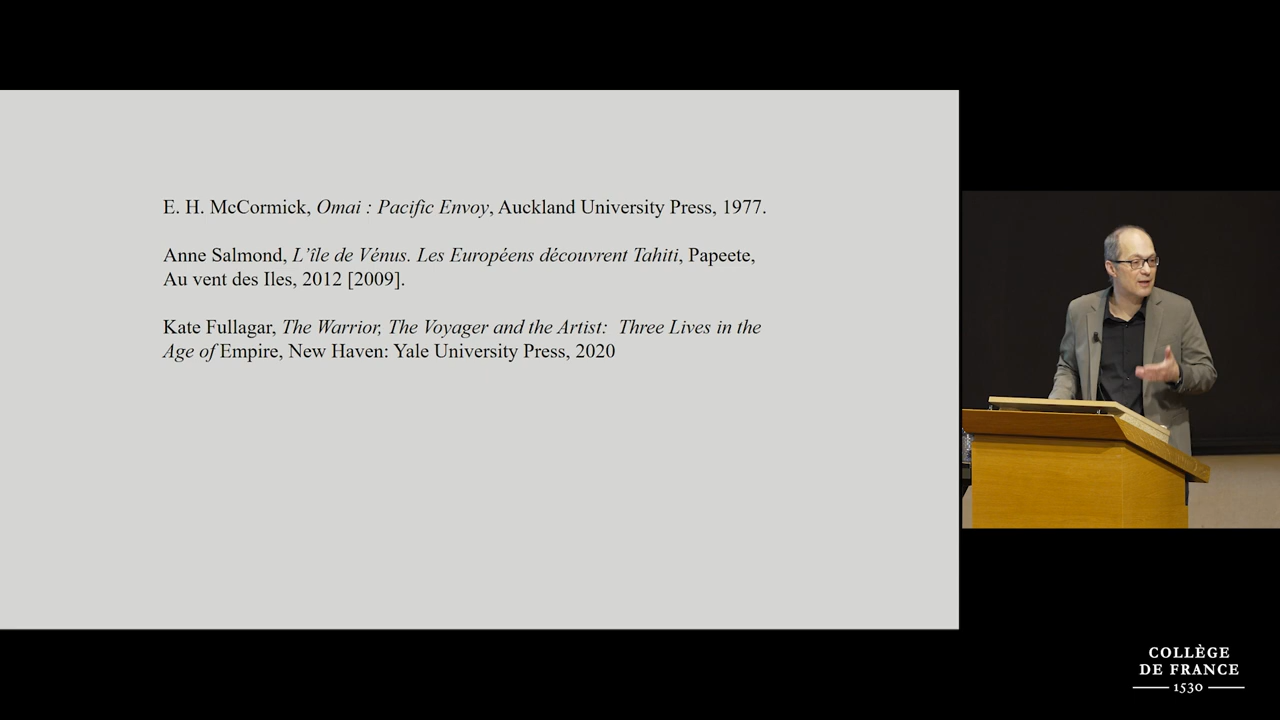 E. H. McCormick, Omai : Pacific Envoy, Auckland University Press, 1977.
Anne Salmond, L’île de Vénus. Les Européens découvrent Tahiti, Papeete,
Au vent des Iles, 2012 [2009].
Kate Fullagar, The Warrior, The Voyager and the Artist:  Three Lives in the
Age of Empire, New Haven: Yale University Press, 2020
COLLÈGE
DE FRANCE
1530